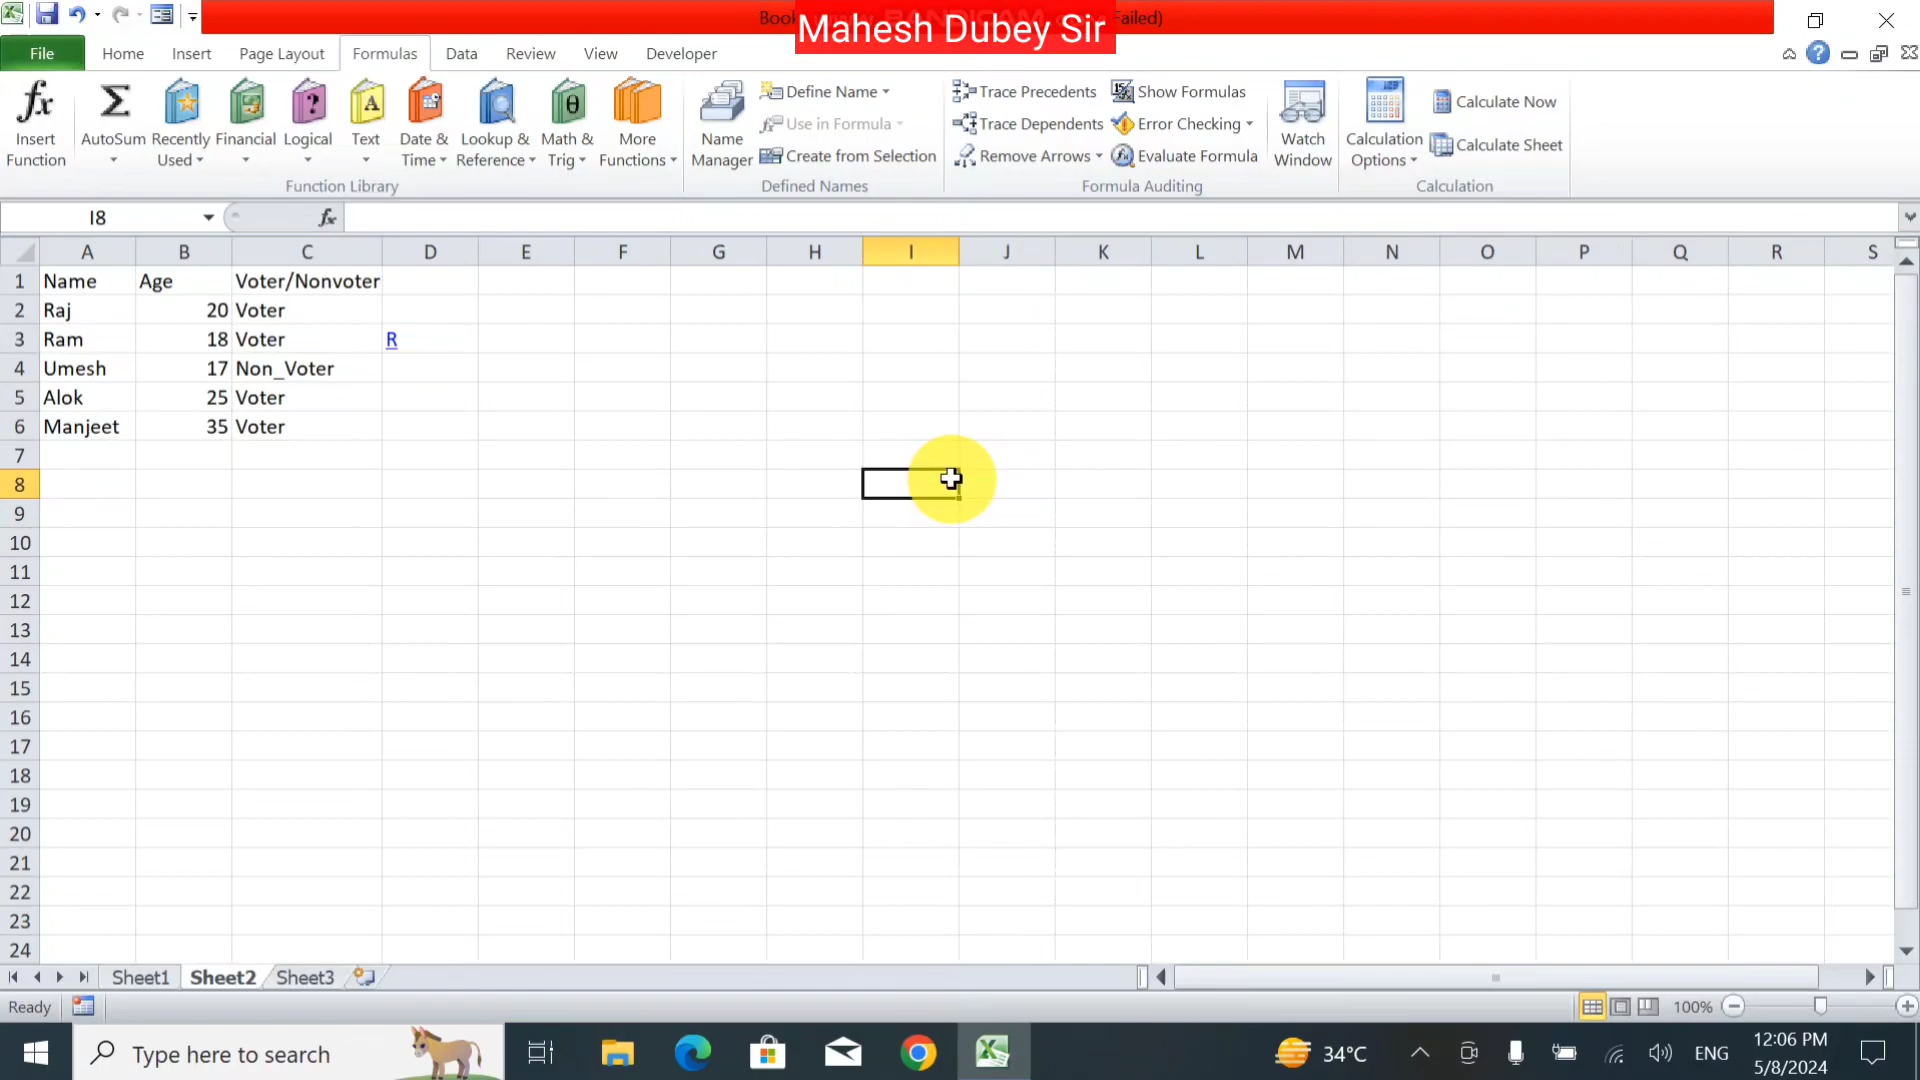 Book
Failed)
Mahesh Dubey Sir
File Home Insert Page Layout Formulas Data Review View Developer
Insert Function
AutoSum
Recently Used
Financial
Logical
Text
Date & Time
Lookup & Reference
Math & Trig
More Functions
Function Library
Name Manager
Define Name
Use in Formula
Create from Selection
Defined Names
Trace Precedents
Trace Dependents
Remove Arrows
Show Formulas
Error Checking
Evaluate Formula
Formula Auditing
Watch Window
Calculation Options
Calculate Now
Calculate Sheet
Calculation
I8 fx
A B C D E F G H I J K L M N O P Q R S
1 Name Age Voter/Nonvoter
2 Raj 20 Voter
3 Ram 18 Voter R
4 Umesh 17 Non_Voter
5 Alok 25 Voter
6 Manjeet 35 Voter
7
8
9
10
11
12
13
14
15
16
17
18
19
20
21
22
23
24
Sheet1 Sheet2 Sheet3
Ready 100%
Type here to search 34°C ENG 12:06 PM
5/8/2024